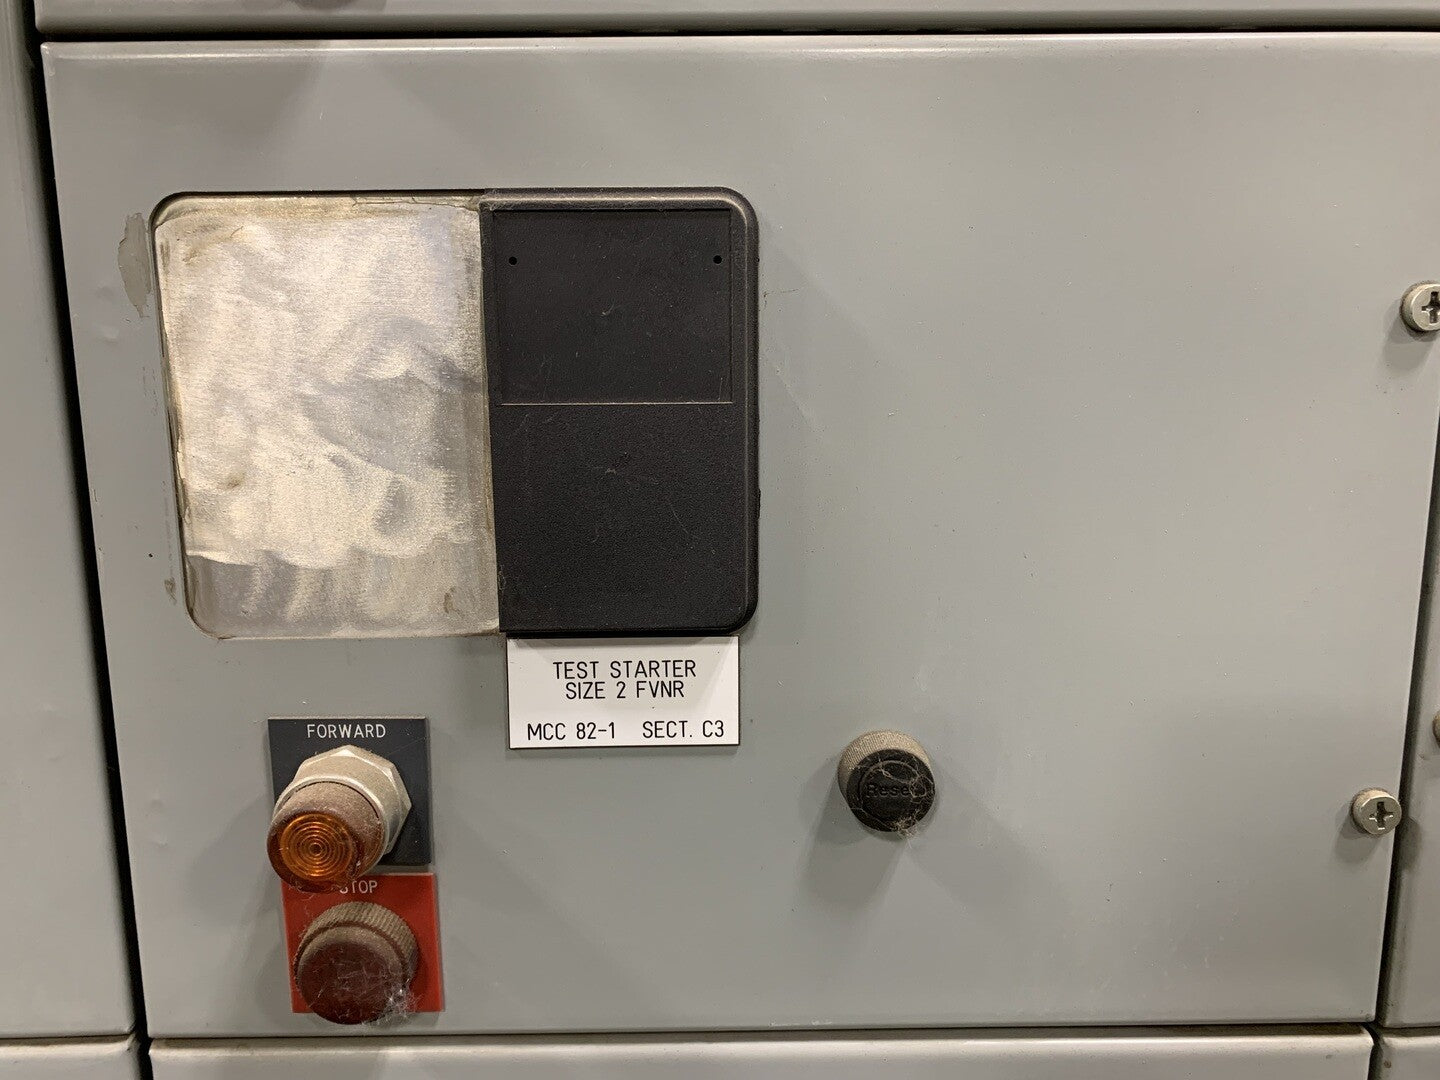 TEST STARTER
SIZE 2 FVNR
MCC 82-1 SECT. C3
FORWARD
STOP
Reset